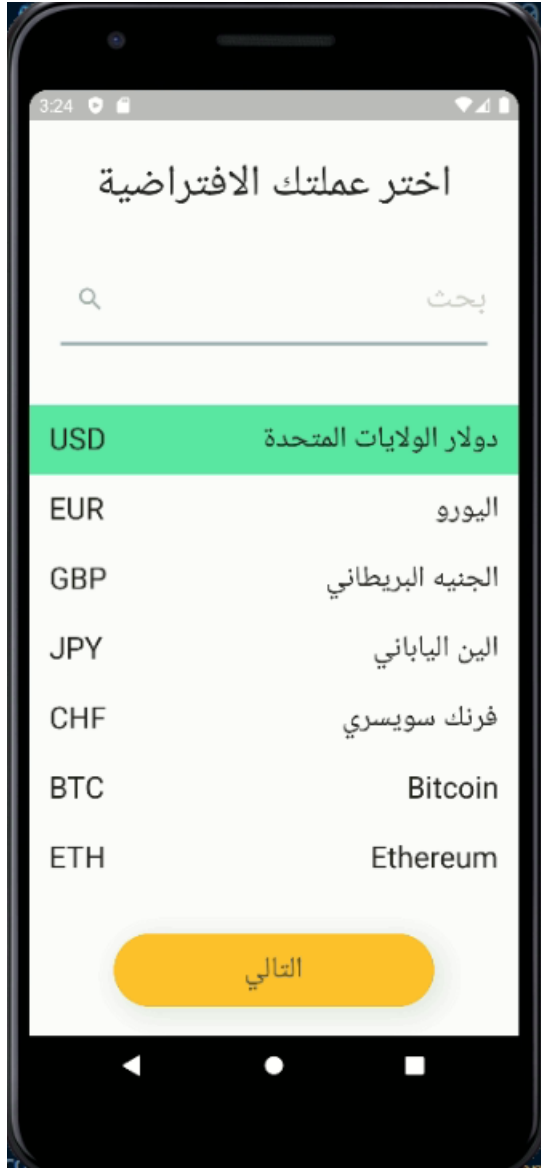 3:24
اختر عملتك الافتراضية
بحث
دولار الولايات المتحدة USD
اليورو EUR
الجنيه البريطاني GBP
الين الياباني JPY
فرنك سويسري CHF
Bitcoin BTC
Ethereum ETH
التالي